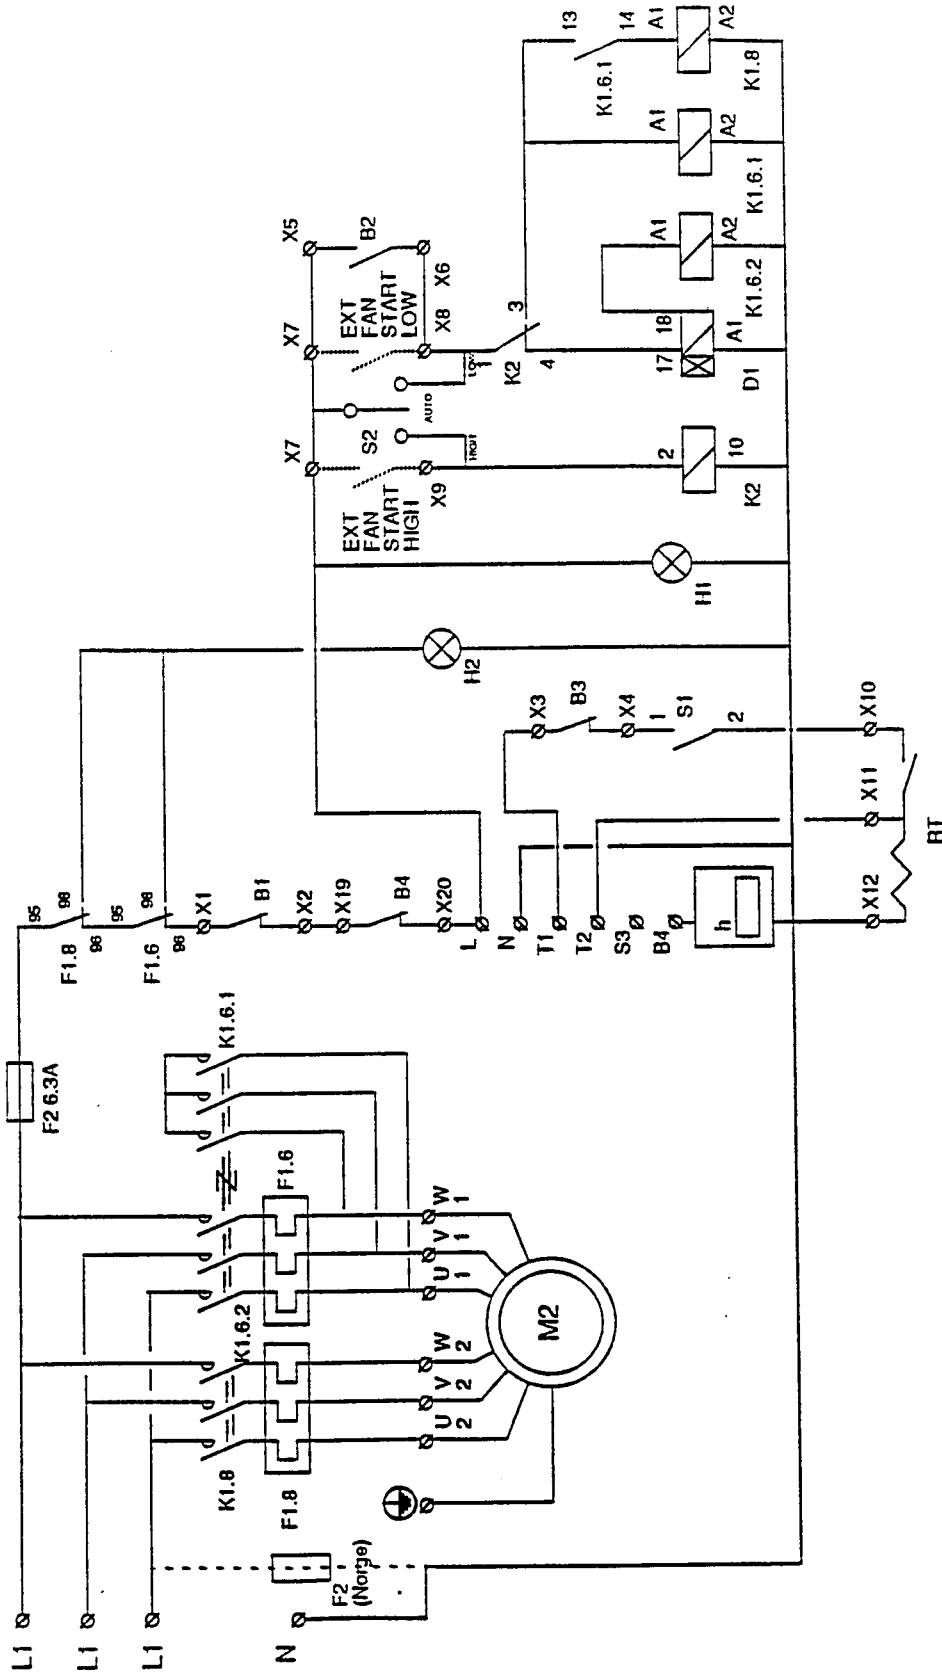 13
14
A1
A2
K1.6.1
K1.8
A1
A2
K1.6.1
A1
A2
K1.6.2
X5
B2
X6
X7
EXT
FAN
START
LOW
X8
LOW
1
3
K2
4
18
17
A1
D1
AUTO
S2
HIGH
X7
X9
EXT
FAN
START
HIGH
2
10
K2
H1
H2
X3
B3
X4
1
S1
2
X10
X11
X12
RT
95
98
96
F1.8
95
98
96
F1.6
X1
B1
X2
X19
B4
X20
L
N
T1
T2
S3
B4
h
F2 6.3A
K1.6.1
F1.6
K1.6.2
K1.8
F1.8
W
1
V
1
U
1
W
2
V
2
U
2
M2
F2
(Norge)
L1
L1
L1
N